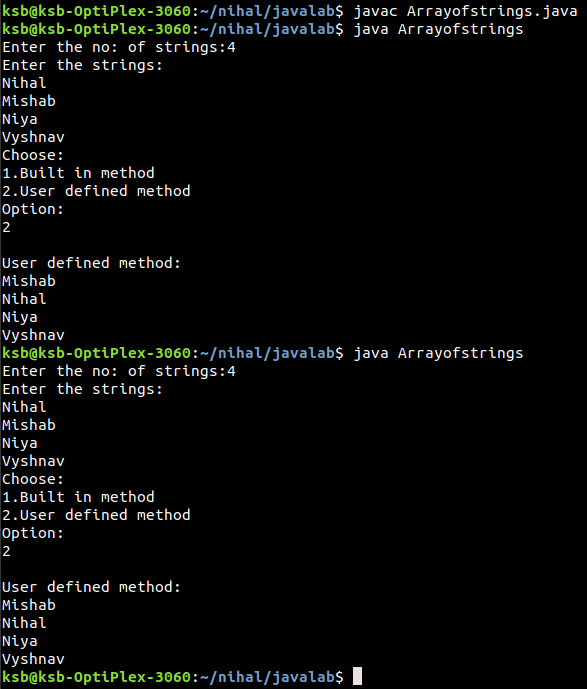 ksb@ksb-OptiPlex-3060:~/nihal/javalab$ javac Arrayofstrings.java
ksb@ksb-OptiPlex-3060:~/nihal/javalab$ java Arrayofstrings
Enter the no: of strings:4
Enter the strings:
Nihal
Mishab
Niya
Vyshnav
Choose:
1.Built in method
2.User defined method
Option:
2

User defined method:
Mishab
Nihal
Niya
Vyshnav
ksb@ksb-OptiPlex-3060:~/nihal/javalab$ java Arrayofstrings
Enter the no: of strings:4
Enter the strings:
Nihal
Mishab
Niya
Vyshnav
Choose:
1.Built in method
2.User defined method
Option:
2

User defined method:
Mishab
Nihal
Niya
Vyshnav
ksb@ksb-OptiPlex-3060:~/nihal/javalab$